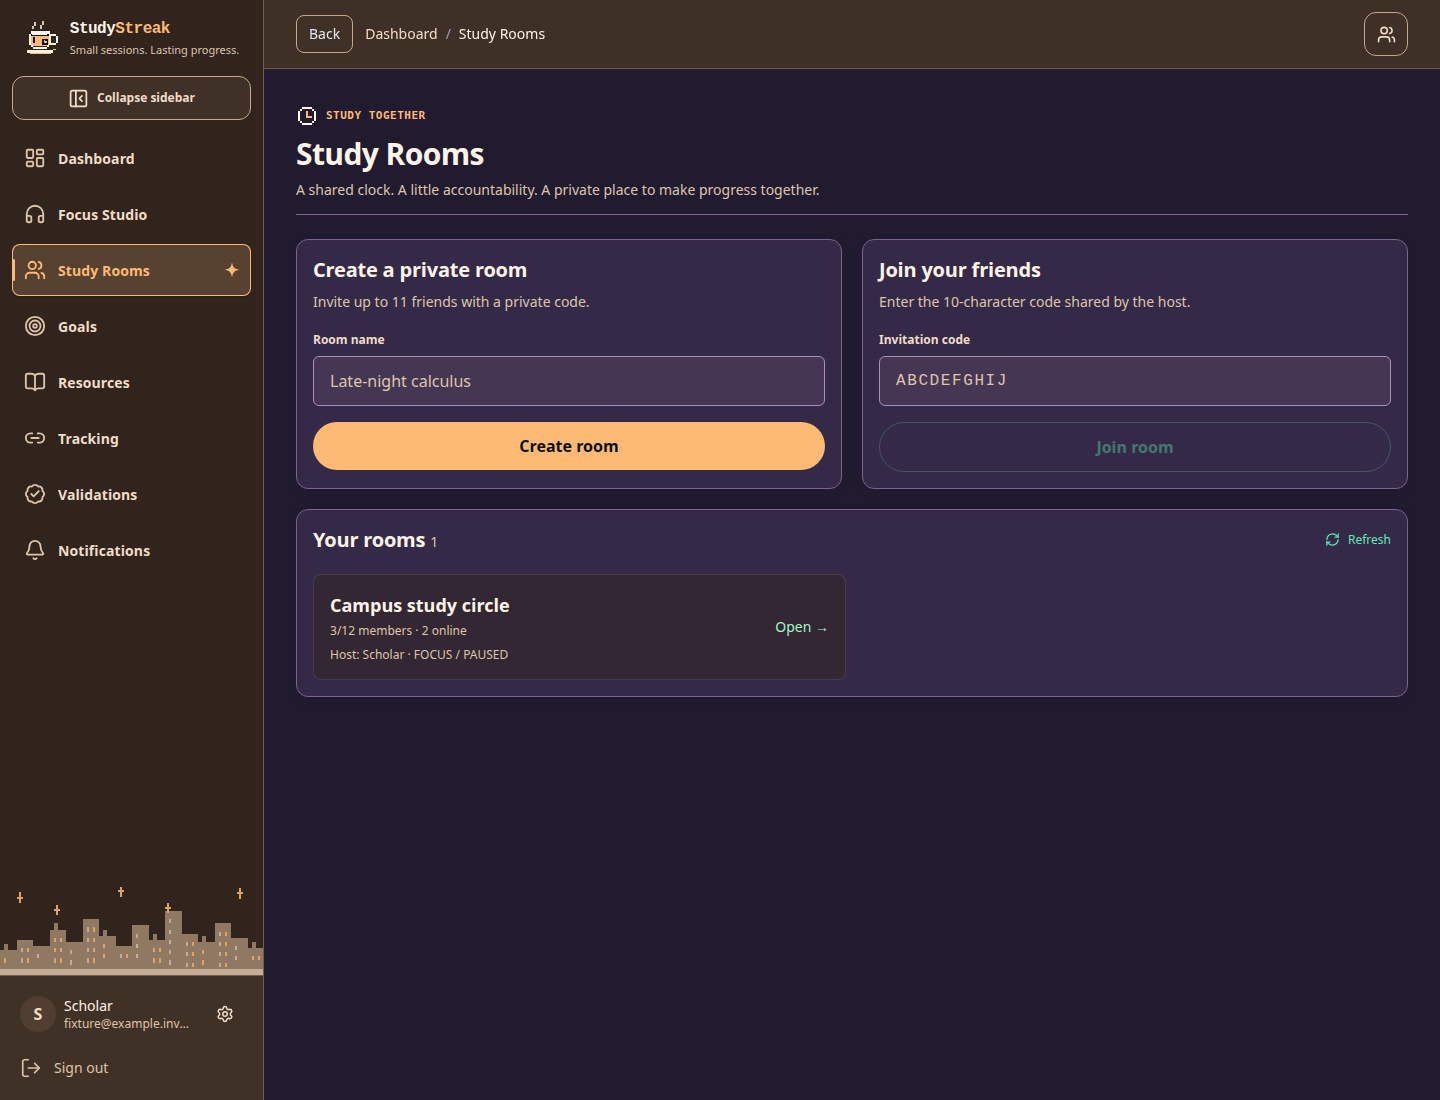 StudyStreak
Small sessions. Lasting progress.
Collapse sidebar
Dashboard
Focus Studio
Study Rooms
Goals
Resources
Tracking
Validations
Notifications
S
Scholar
fixture@example.inv...
Sign out
Back
Dashboard / Study Rooms
STUDY TOGETHER
Study Rooms
A shared clock. A little accountability. A private place to make progress together.
Create a private room
Invite up to 11 friends with a private code.
Room name
Late-night calculus
Create room
Join your friends
Enter the 10-character code shared by the host.
Invitation code
ABCDEFGHIJ
Join room
Your rooms 1
Refresh
Campus study circle
3/12 members · 2 online
Host: Scholar · FOCUS / PAUSED
Open →